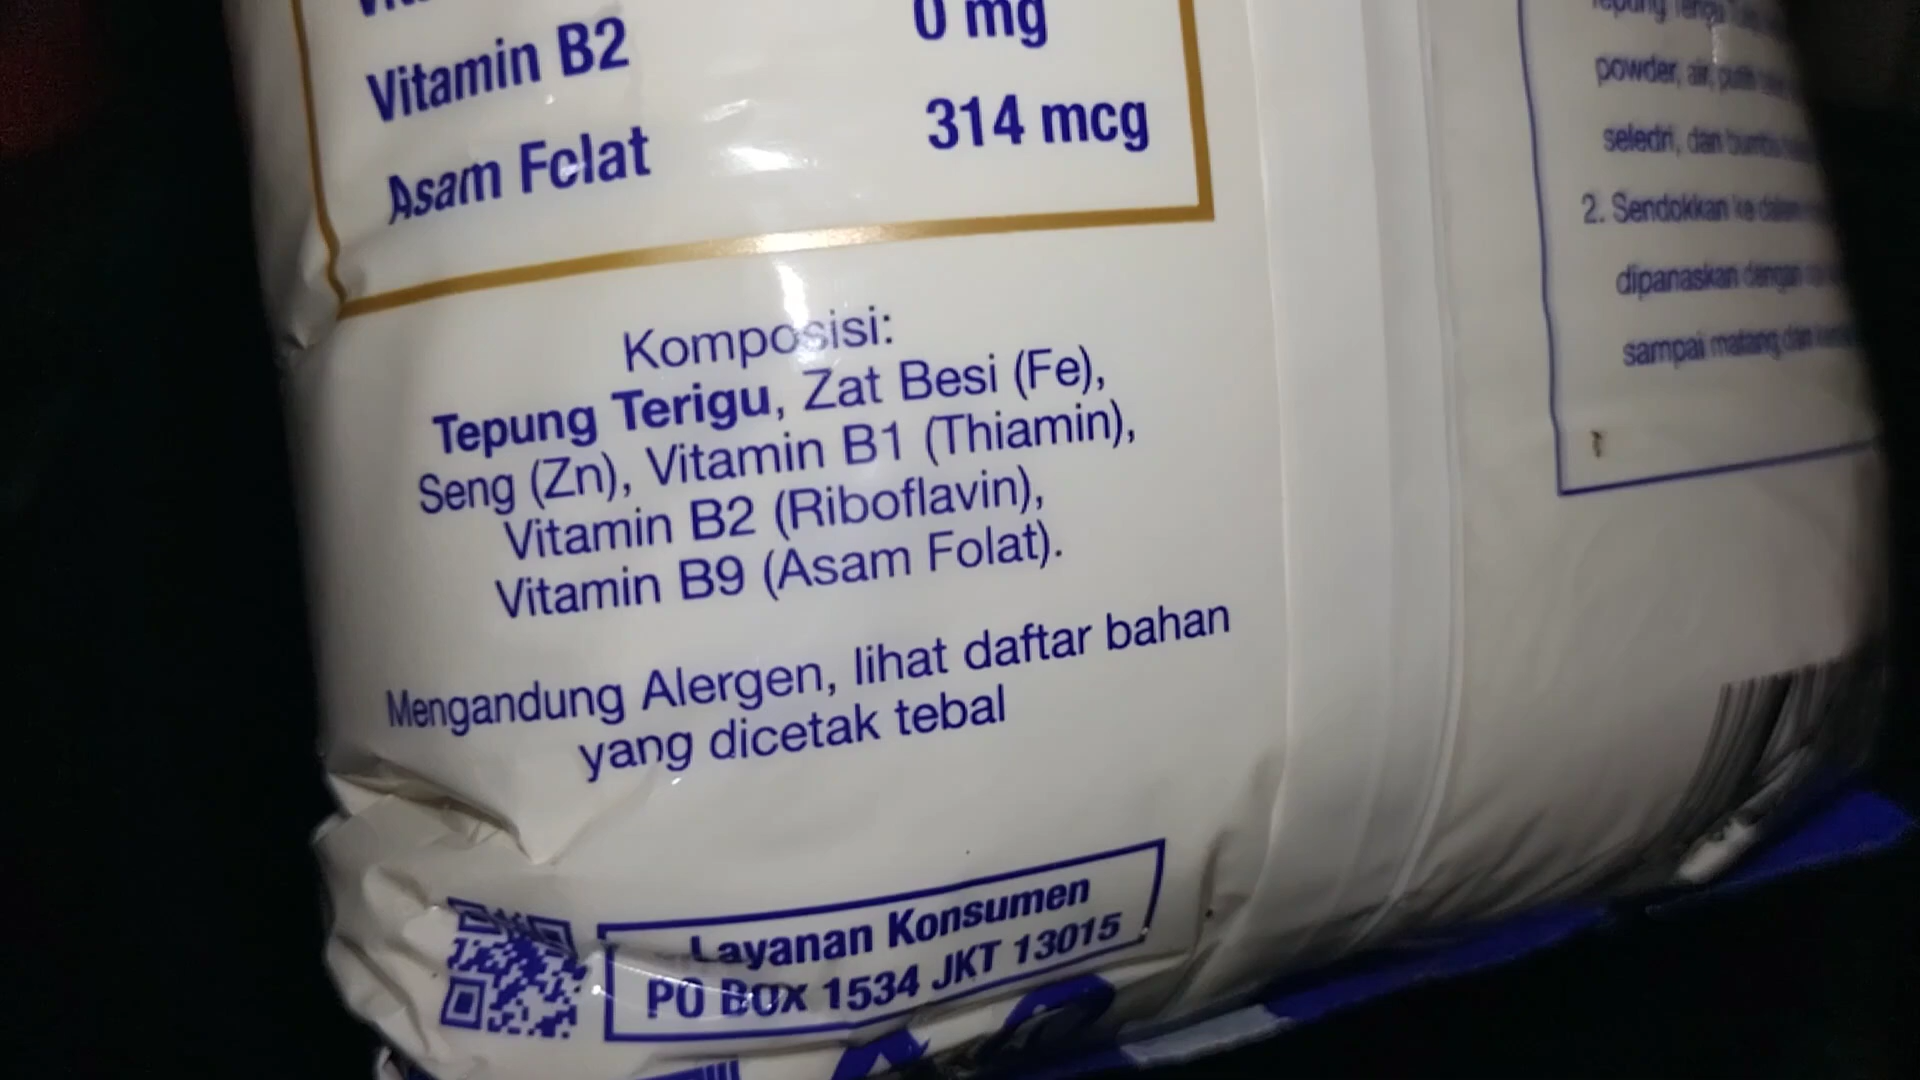 Vitamin B2 0 mg
Asam Folat 314 mcg
Komposisi:
Tepung Terigu, Zat Besi (Fe),
Seng (Zn), Vitamin B1 (Thiamin),
Vitamin B2 (Riboflavin),
Vitamin B9 (Asam Folat).
Mengandung Alergen, lihat daftar bahan
yang dicetak tebal
Layanan Konsumen
PO BOX 1534 JKT 13015
powder, air,
seledri, dan bumbu
2. Sendokkan ke dalam
dipanaskan dengan
sampai matang dan